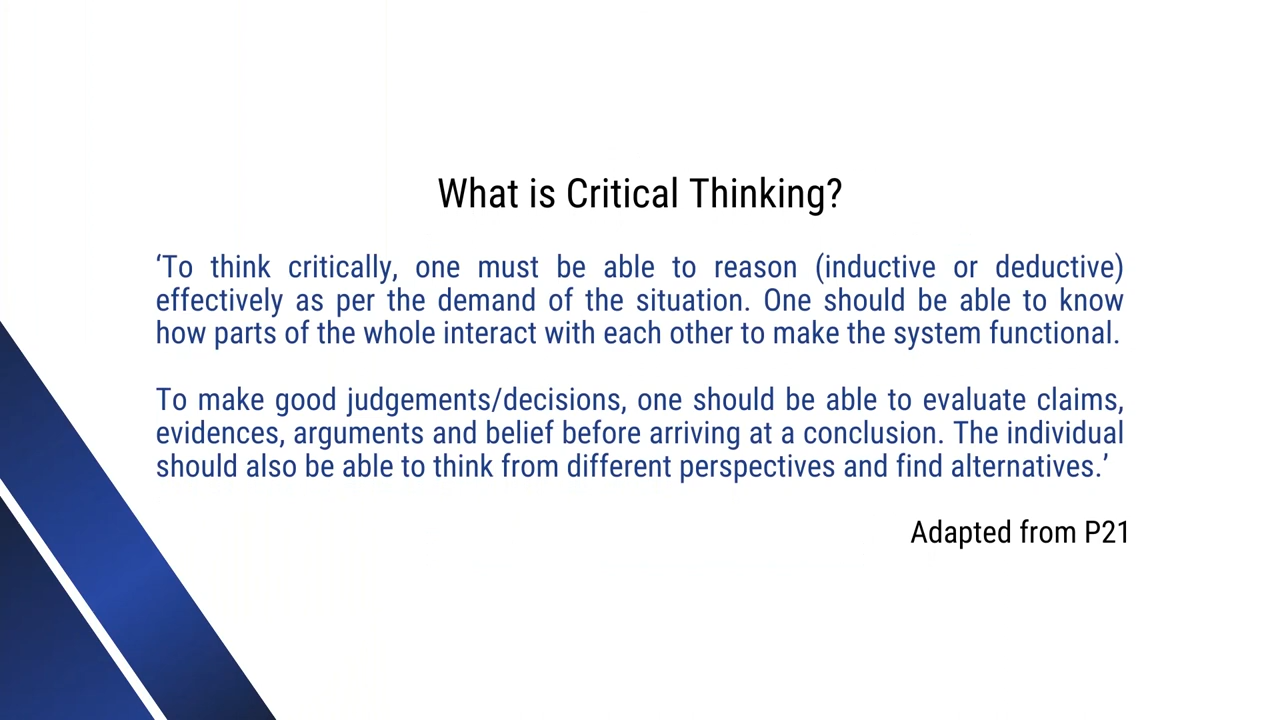 What is Critical Thinking?
‘To think critically, one must be able to reason (inductive or deductive)
effectively as per the demand of the situation. One should be able to know
how parts of the whole interact with each other to make the system functional.
To make good judgements/decisions, one should be able to evaluate claims,
evidences, arguments and belief before arriving at a conclusion. The individual
should also be able to think from different perspectives and find alternatives.’
Adapted from P21